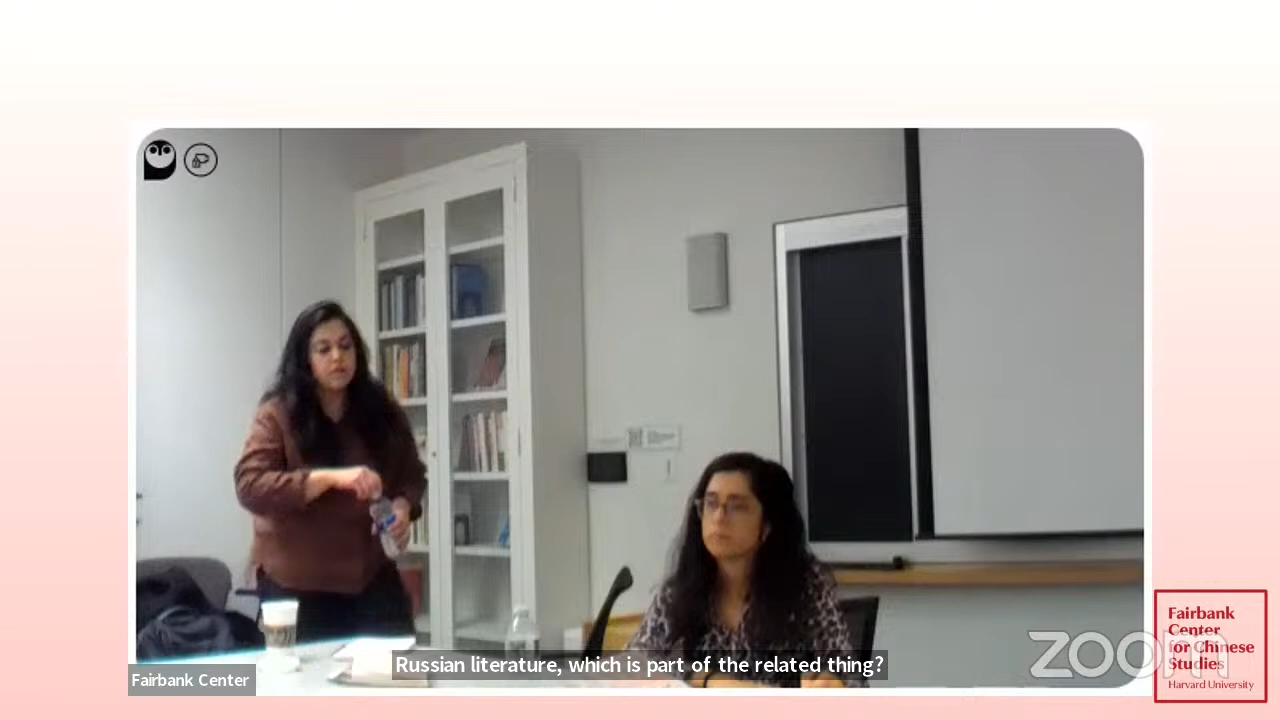 Russian literature, which is part of the related thing?
Fairbank Center
zoom
Fairbank
Center
for Chinese
Studies
Harvard University